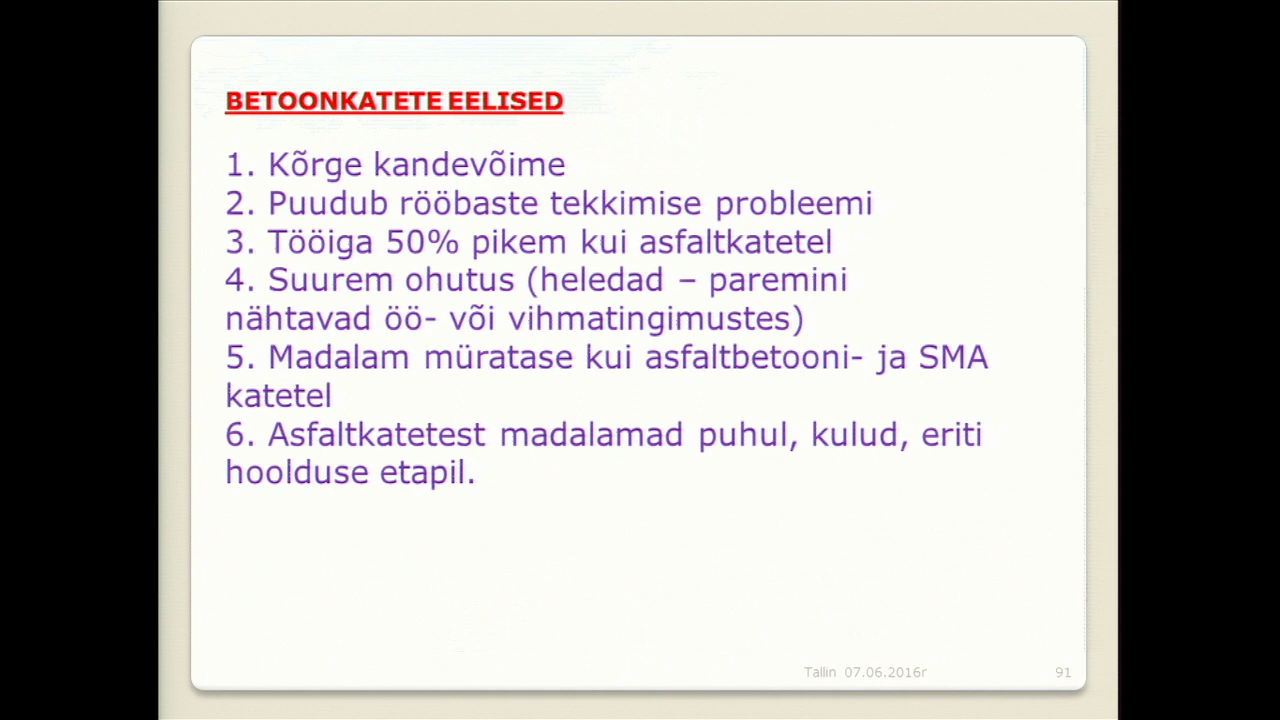 BETOONKATETE EELISED
1. Kõrge kandevõime
2. Puudub rööbaste tekkimise probleemi
3. Tööiga 50% pikem kui asfaltkatetel
4. Suurem ohutus (heledad – paremini
nähtavad öö- või vihmatingimustes)
5. Madalam müratase kui asfaltbetooni- ja SMA
katetel
6. Asfaltkatetest madalamad puhul, kulud, eriti
hoolduse etapil.
Tallin 07.06.2016r
91